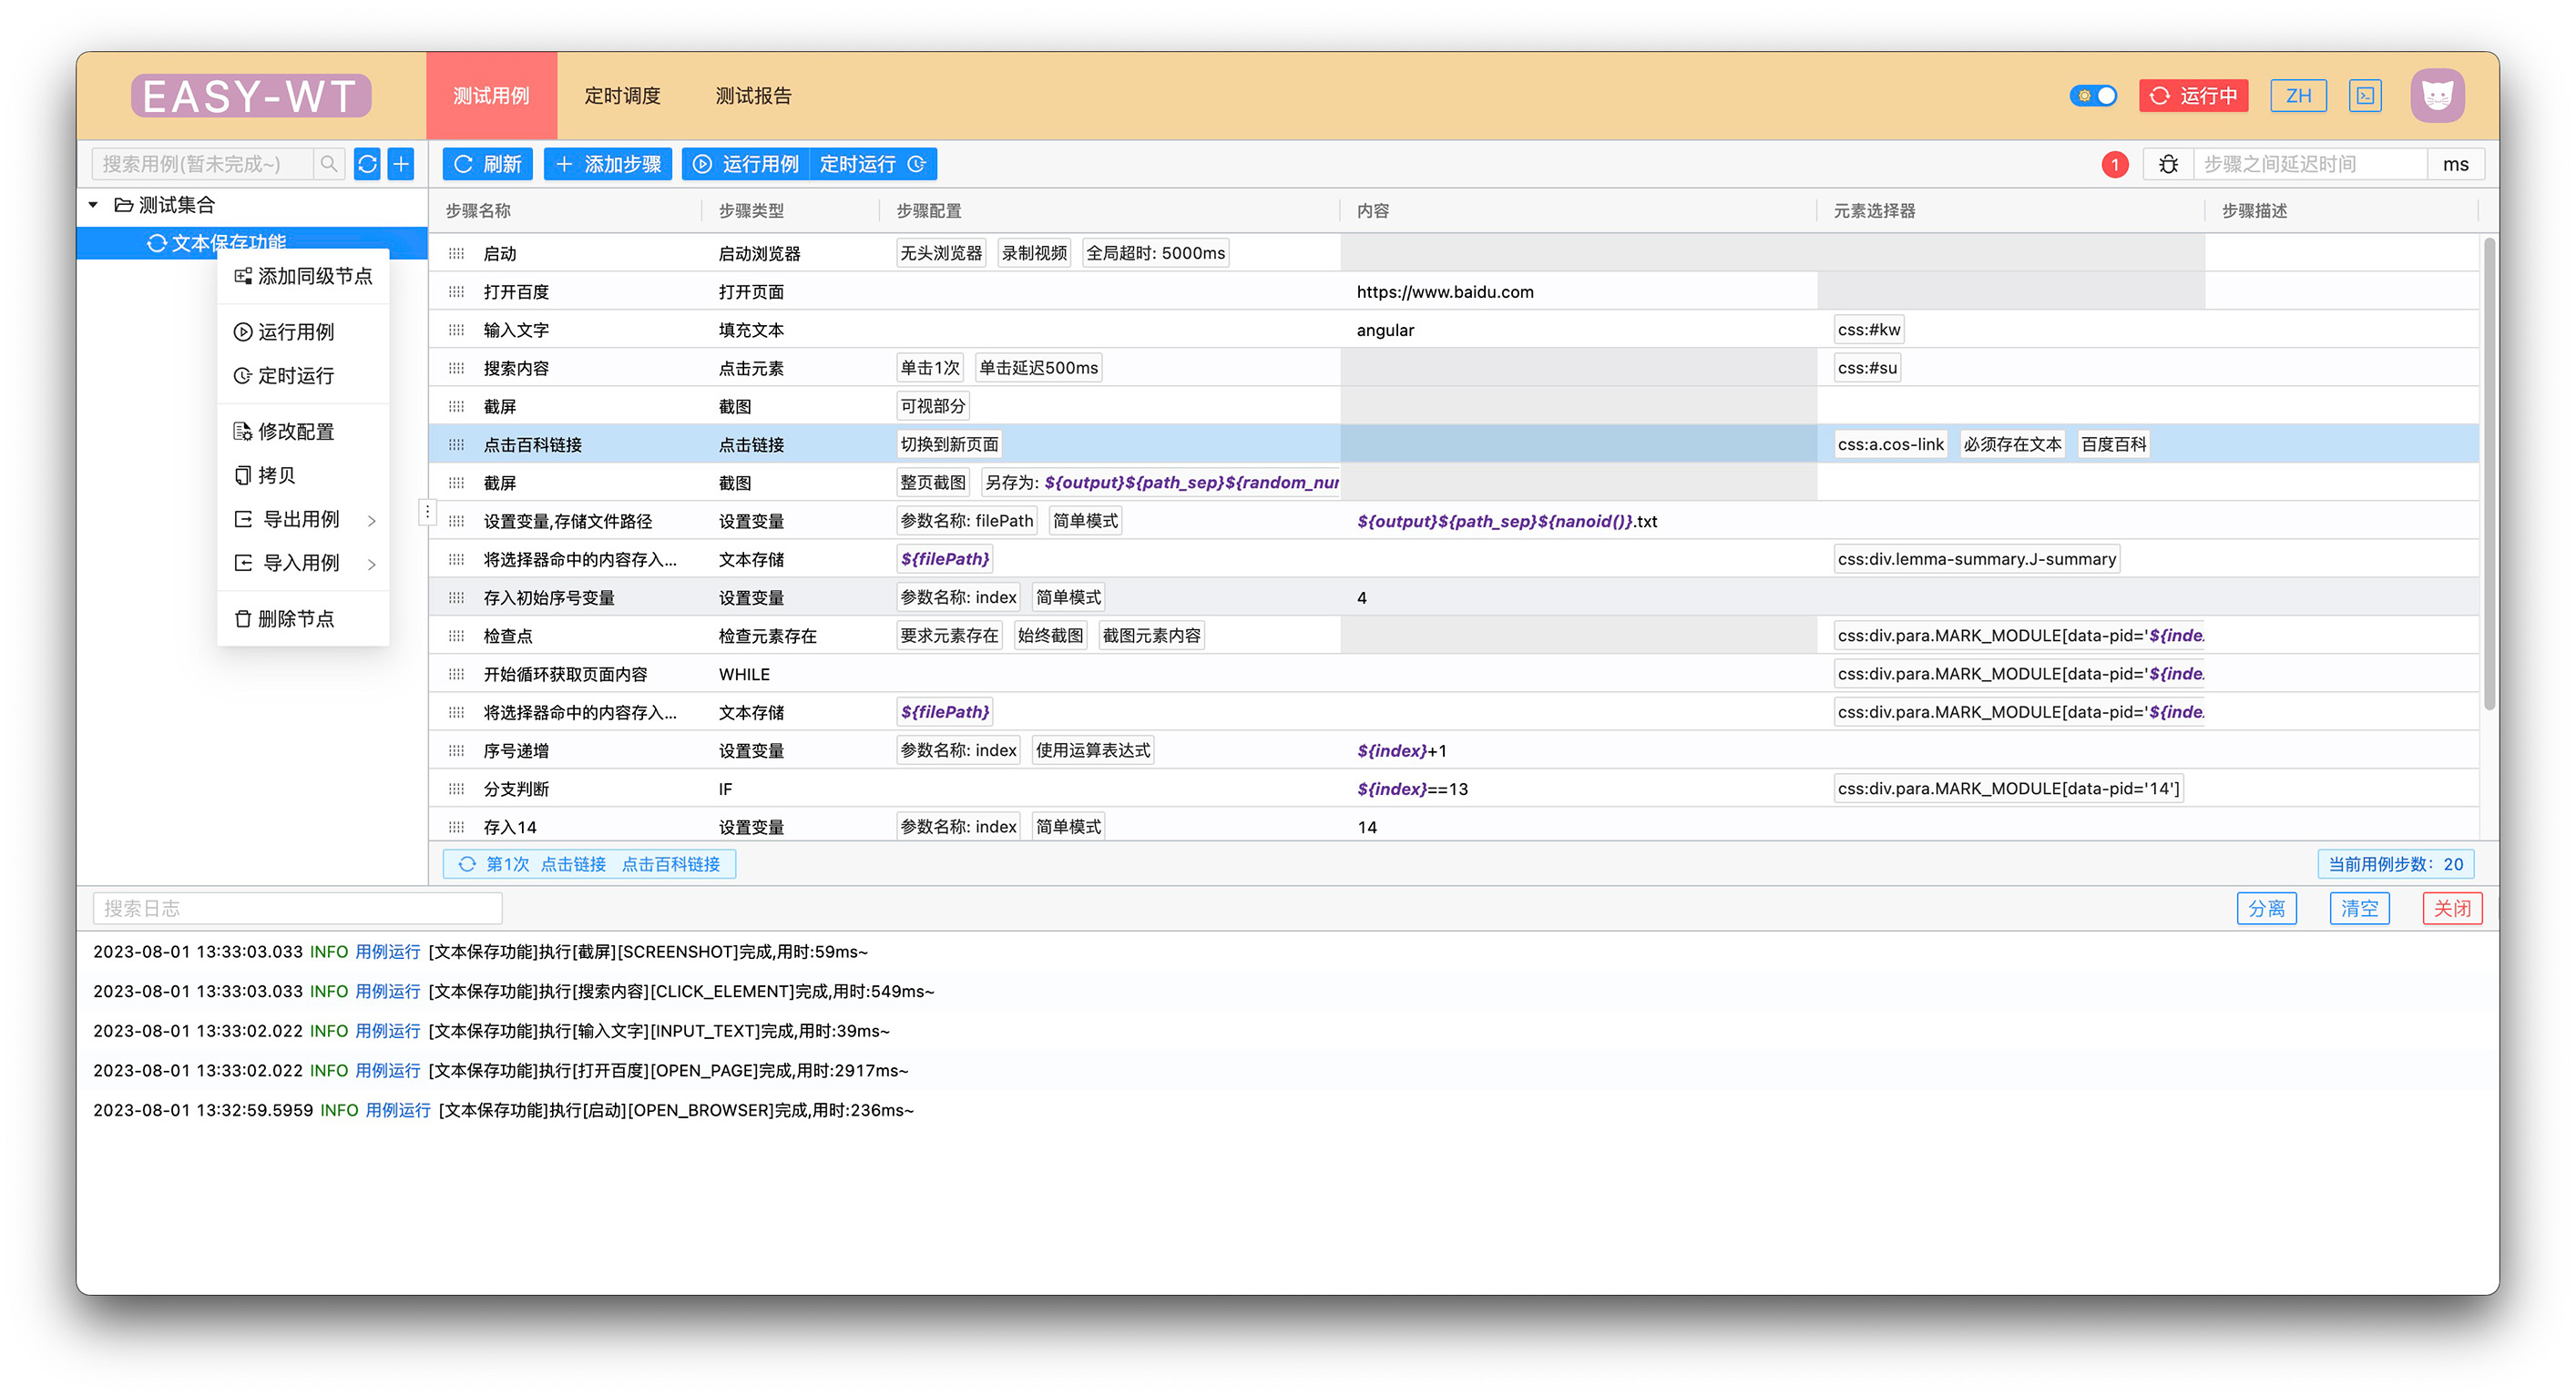 EASY-WT 测试用例 定时调度 测试报告 运行中 ZH
搜索用例(暂未完成~) 刷新 添加步骤 运行用例 定时运行 1 步骤之间延迟时间 ms
测试集合
文本保存功能
添加同级节点
运行用例
定时运行
修改配置
拷贝
导出用例
导入用例
删除节点
步骤名称 步骤类型 步骤配置 内容 元素选择器 步骤描述
启动 启动浏览器 无头浏览器 录制视频 全局超时: 5000ms
打开百度 打开页面 https://www.baidu.com
输入文字 填充文本 angular css:#kw
搜索内容 点击元素 单击1次 单击延迟500ms css:#su
截屏 截图 可视部分
点击百科链接 点击链接 切换到新页面 css:a.cos-link 必须存在文本 百度百科
截屏 截图 整页截图 另存为: ${output}${path_sep}${random_nur
设置变量,存储文件路径 设置变量 参数名称: filePath 简单模式 ${output}${path_sep}${nanoid()}.txt
将选择器命中的内容存入... 文本存储 ${filePath} css:div.lemma-summary.J-summary
存入初始序号变量 设置变量 参数名称: index 简单模式 4
检查点 检查元素存在 要求元素存在 始终截图 截图元素内容 css:div.para.MARK_MODULE[data-pid='${inde
开始循环获取页面内容 WHILE css:div.para.MARK_MODULE[data-pid='${inde
将选择器命中的内容存入... 文本存储 ${filePath} css:div.para.MARK_MODULE[data-pid='${inde
序号递增 设置变量 参数名称: index 使用运算表达式 ${index}+1
分支判断 IF ${index}==13 css:div.para.MARK_MODULE[data-pid='14']
存入14 设置变量 参数名称: index 简单模式 14
第1次 点击链接 点击百科链接 当前用例步数: 20
搜索日志 分离 清空 关闭
2023-08-01 13:33:03.033 INFO 用例运行 [文本保存功能]执行[截屏][SCREENSHOT]完成,用时:59ms~
2023-08-01 13:33:03.033 INFO 用例运行 [文本保存功能]执行[搜索内容][CLICK_ELEMENT]完成,用时:549ms~
2023-08-01 13:33:02.022 INFO 用例运行 [文本保存功能]执行[输入文字][INPUT_TEXT]完成,用时:39ms~
2023-08-01 13:33:02.022 INFO 用例运行 [文本保存功能]执行[打开百度][OPEN_PAGE]完成,用时:2917ms~
2023-08-01 13:32:59.5959 INFO 用例运行 [文本保存功能]执行[启动][OPEN_BROWSER]完成,用时:236ms~